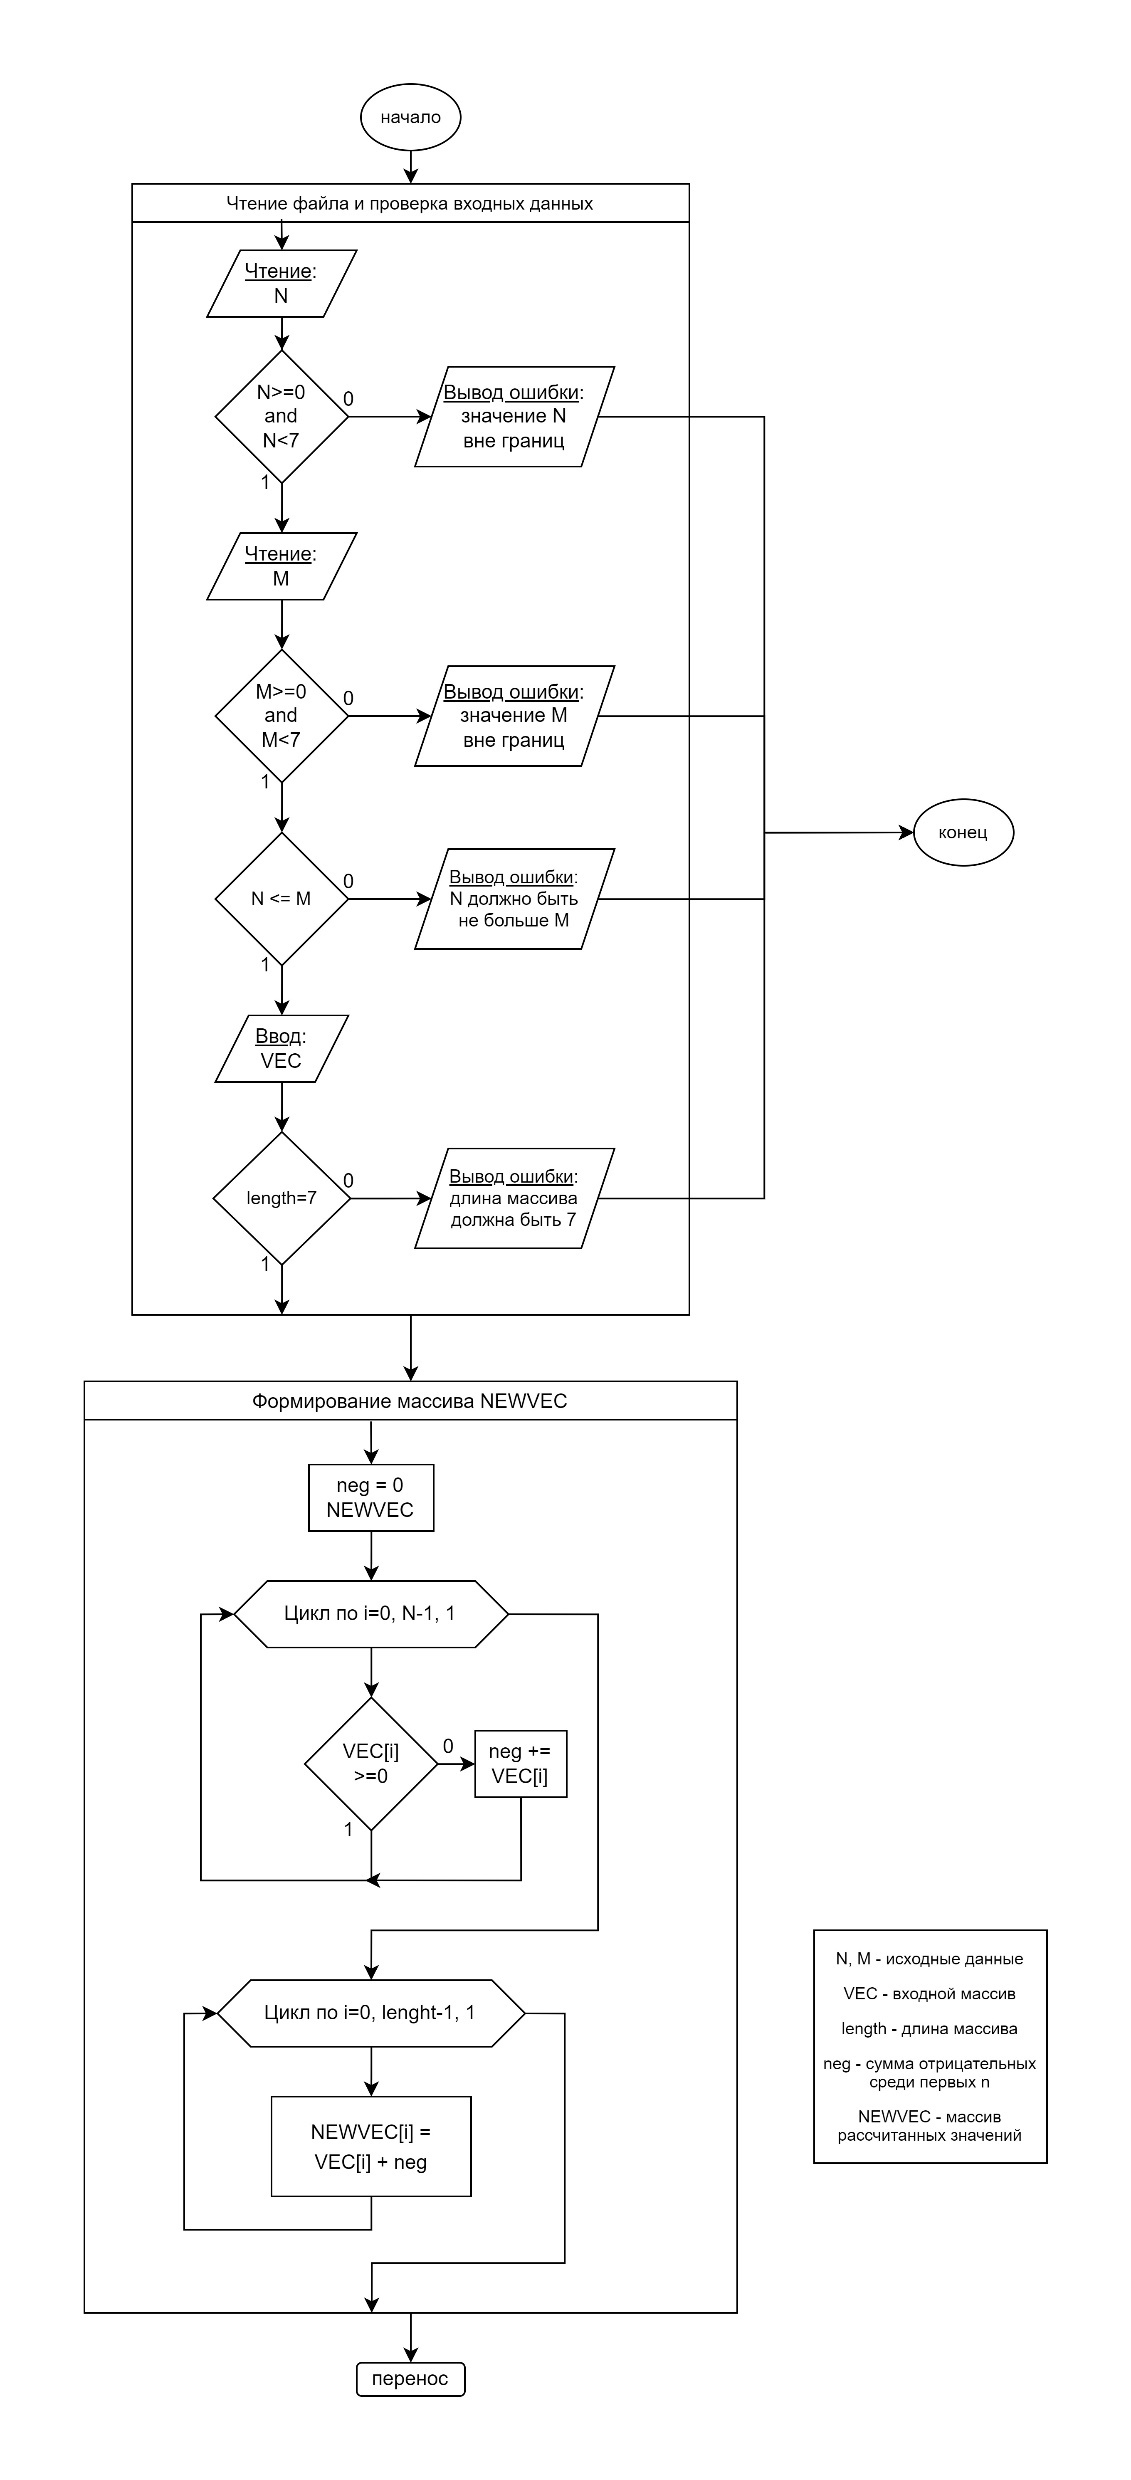 начало
Чтение файла и проверка входных данных
Чтение:
N
N>=0
and
N<7
0
Вывод ошибки:
значение N
вне границ
1
Чтение:
M
M>=0
and
M<7
0
Вывод ошибки:
значение M
вне границ
1
конец
N <= M
0
Вывод ошибки:
N должно быть
не больше M
1
Ввод:
VEC
length=7
0
Вывод ошибки:
длина массива
должна быть 7
1
Формирование массива NEWVEC
neg = 0
NEWVEC
Цикл по i=0, N-1, 1
VEC[i]
>=0
0
neg +=
VEC[i]
1
Цикл по i=0, lenght-1, 1
NEWVEC[i] =
VEC[i] + neg
N, M - исходные данные
VEC - входной массив
length - длина массива
neg - сумма отрицательных
среди первых n
NEWVEC - массив
рассчитанных значений
перенос